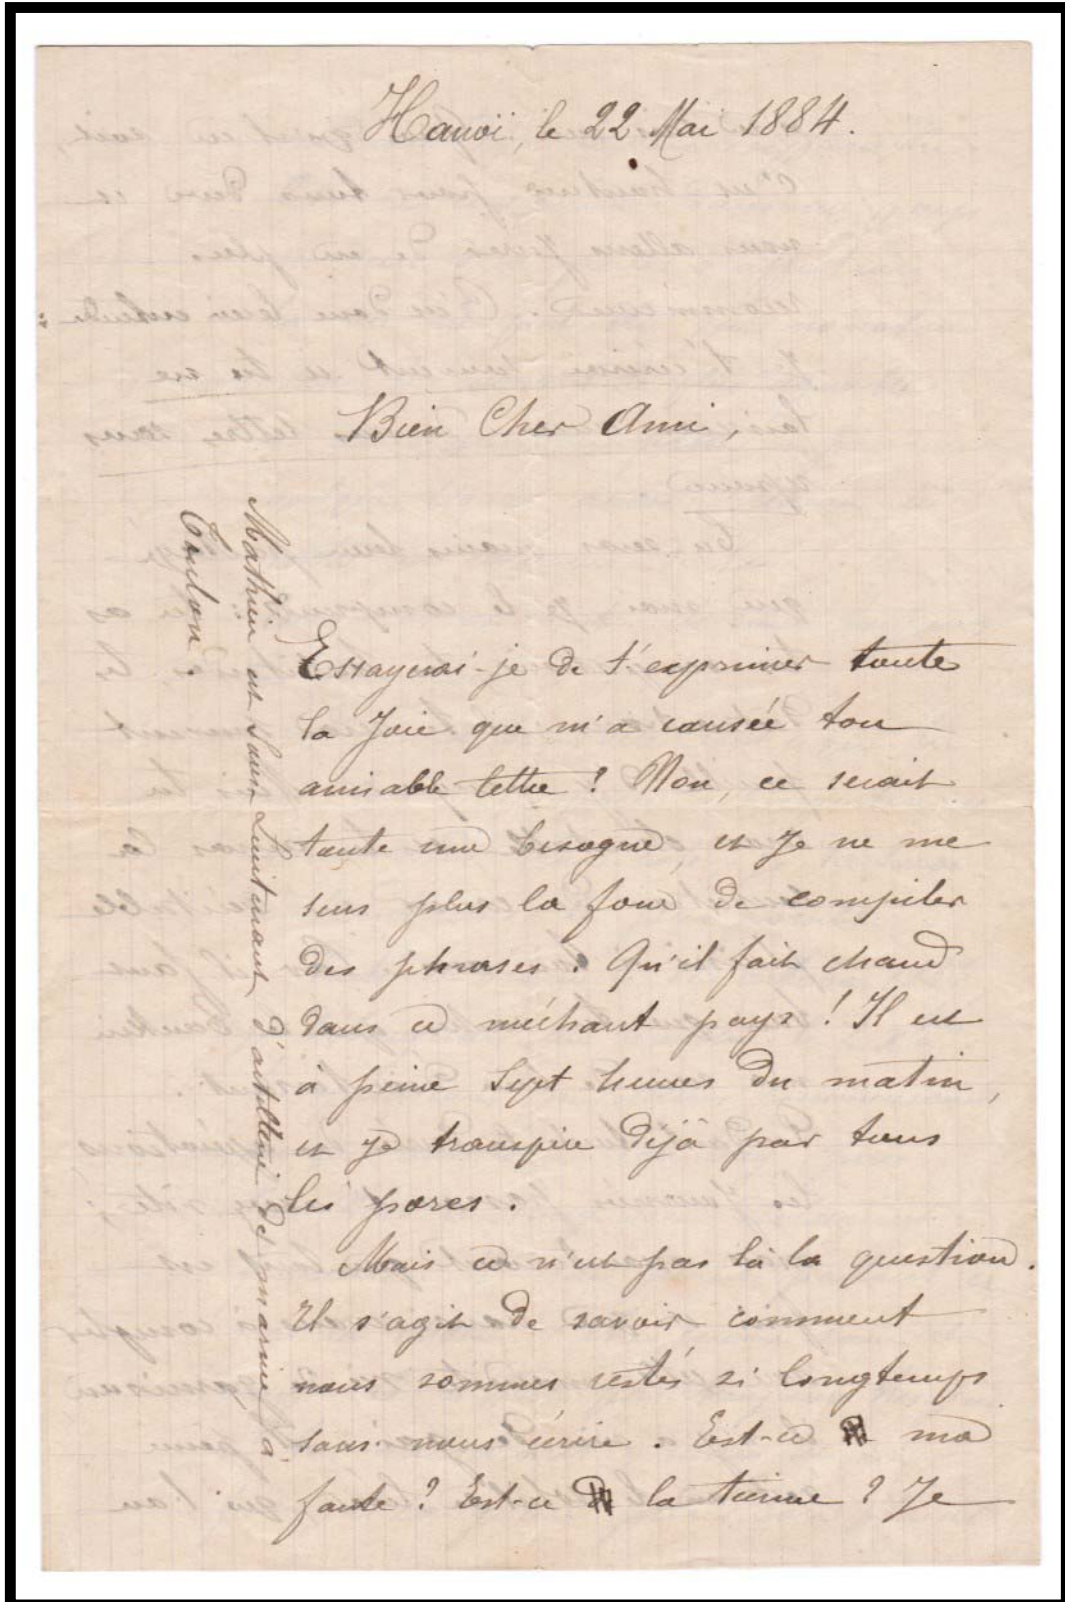 Hanoï, le 22 Mai 1884.
Bien Cher Ami,
Essayerai-je de t'exprimer toute
la Joie que m'a causée ton
aimable lettre ? Non, ce serait
toute une besogne, et Je ne me
sens plus la force de compiler
des phrases. Qu'il fait chaud
dans ce méchant pays ! Il est
à peine Sept heures du matin,
et Je transpire déjà par tous
les pores.
Mais ce n'est pas là la question.
Il s'agit de savoir comment
nous sommes restés si longtemps
sans nous écrire. Est-ce ma
faute ? Est-ce la tienne ? Je
Mathieu est Sous-Lieutenant d'artillerie de marine à
Toulon.